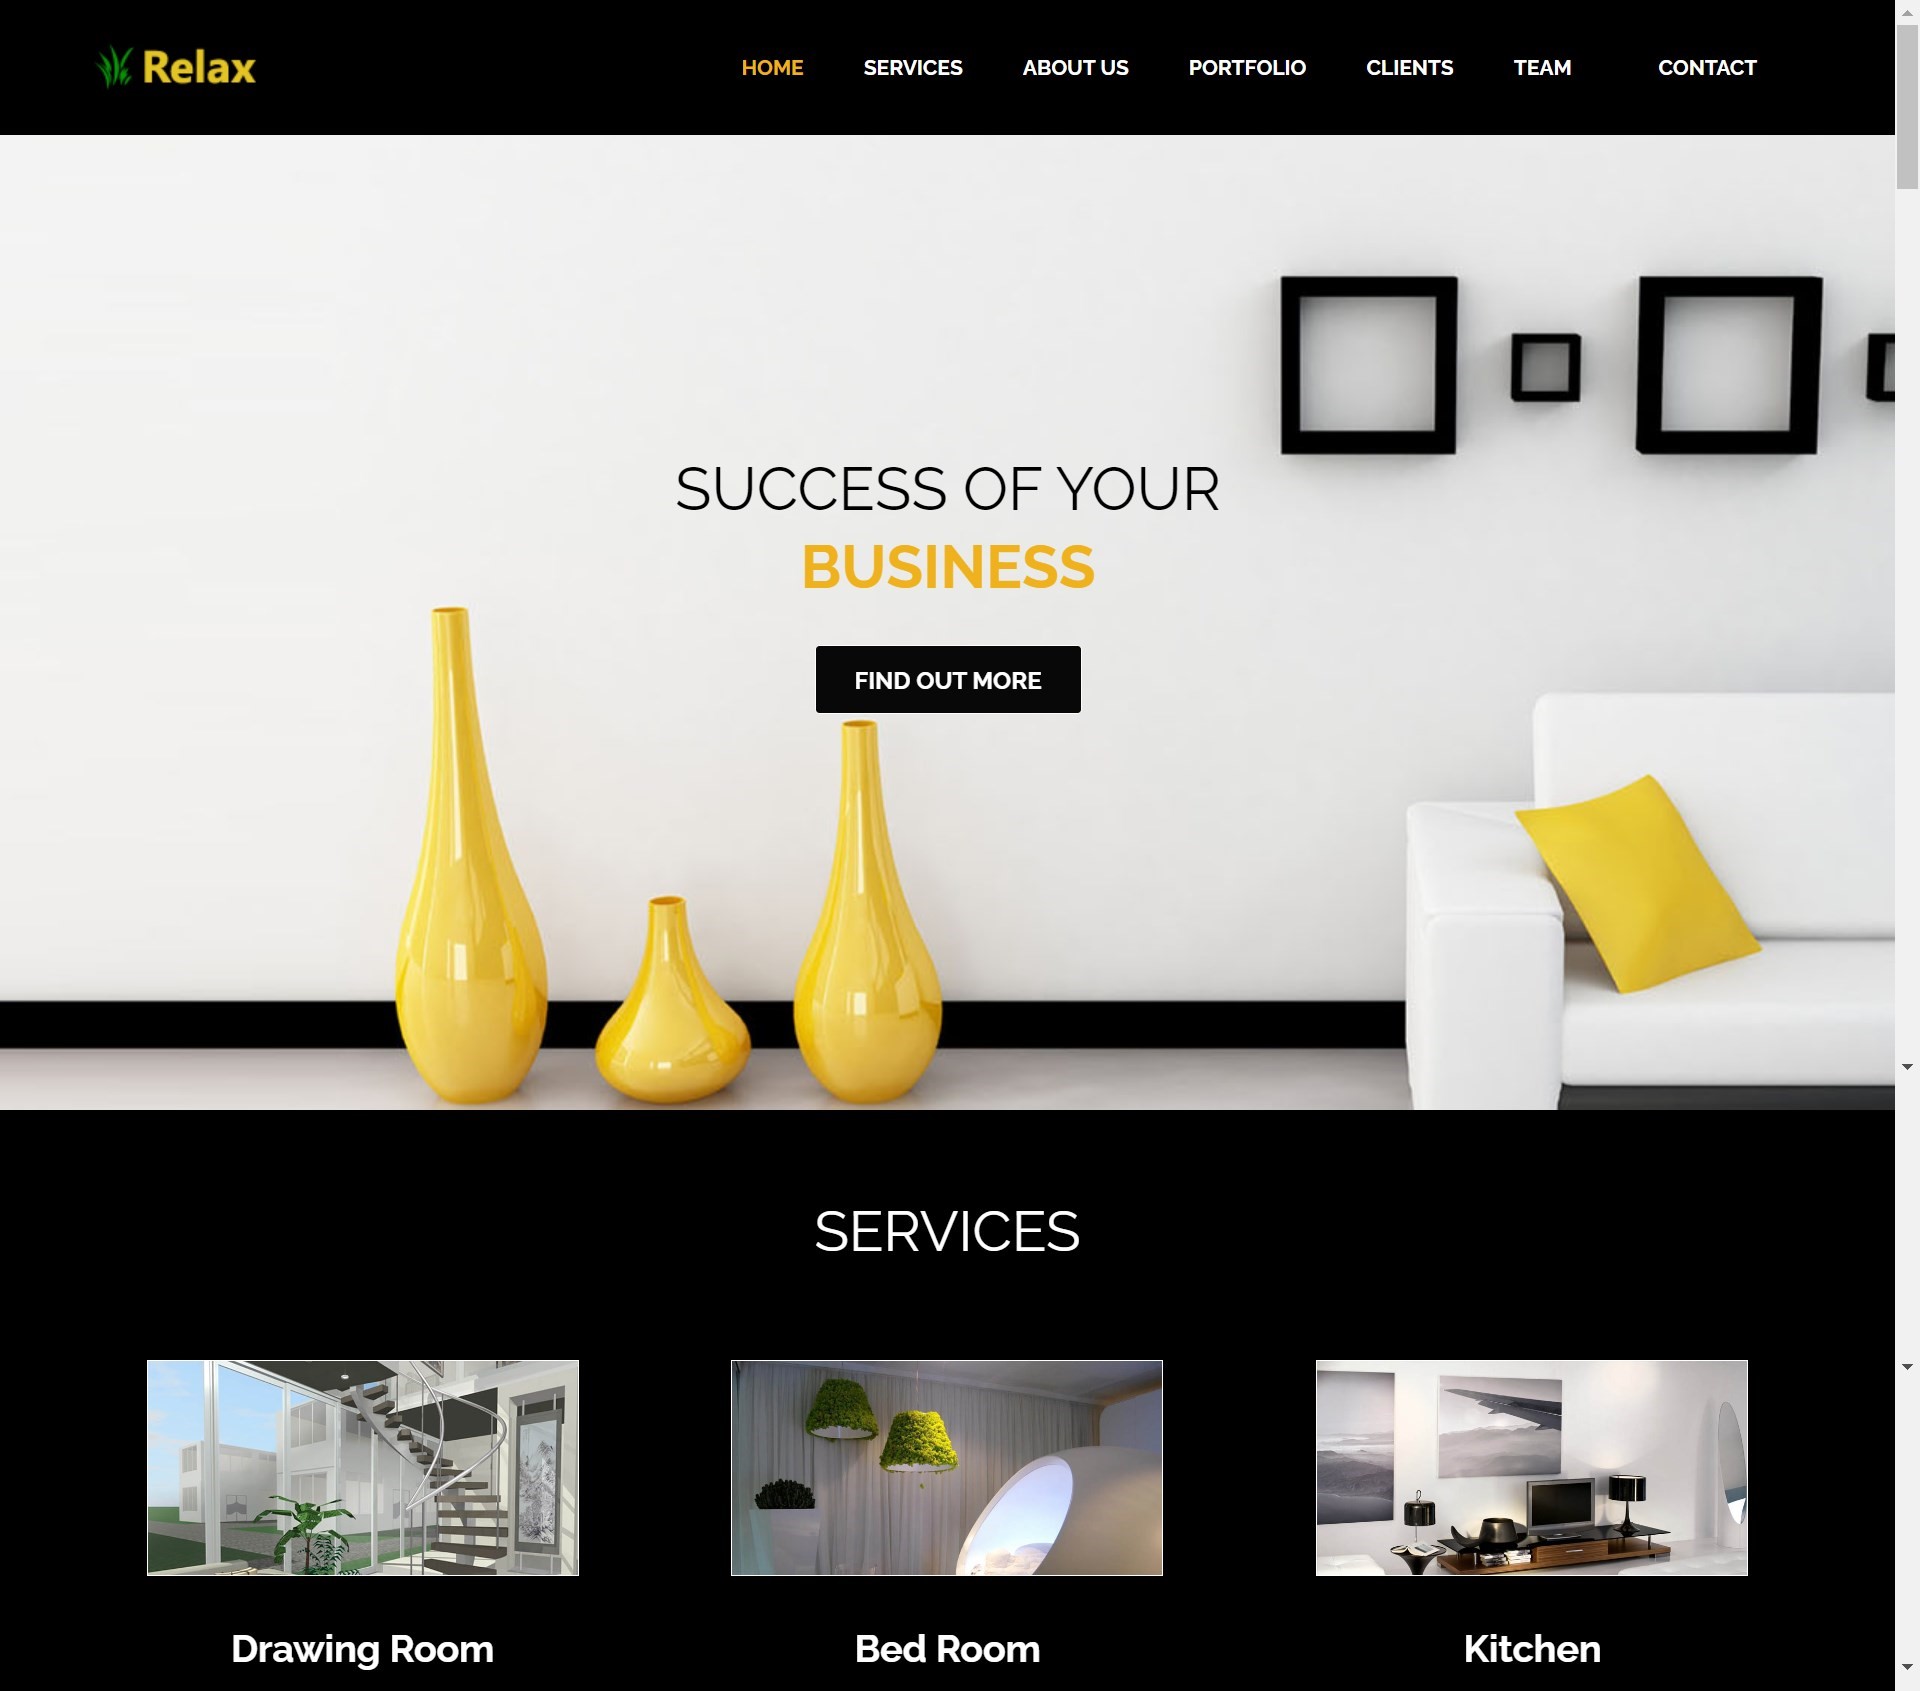 Relax
HOME SERVICES ABOUT US PORTFOLIO CLIENTS TEAM CONTACT
SUCCESS OF YOUR
BUSINESS
FIND OUT MORE
SERVICES
Drawing Room
Bed Room
Kitchen